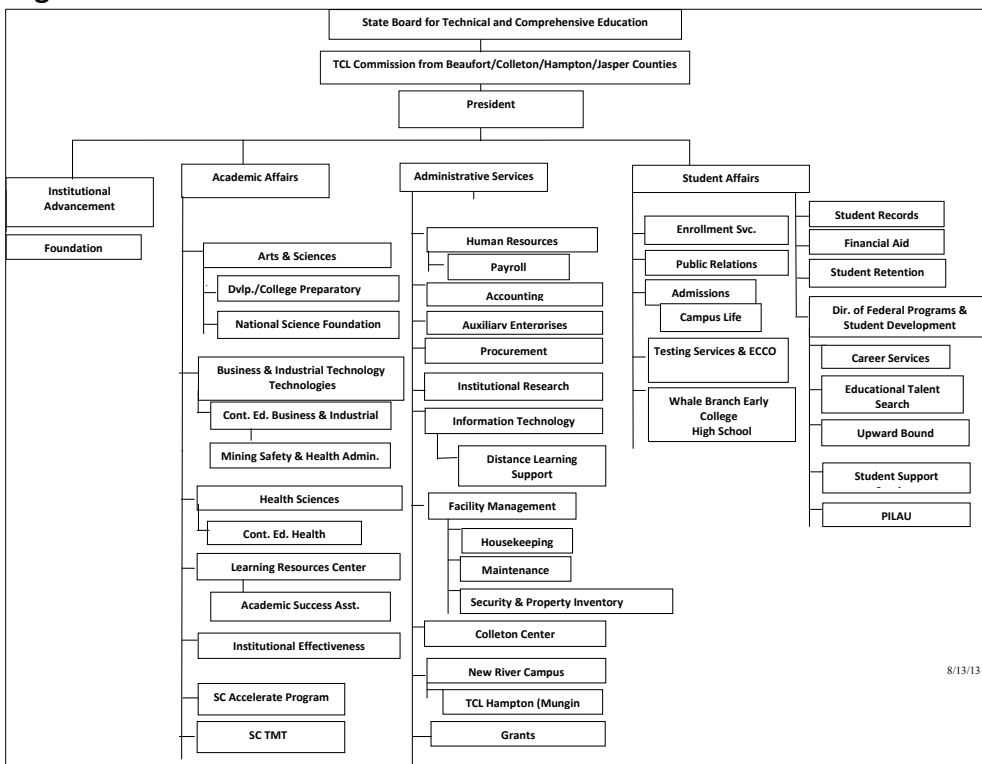 State Board for Technical and Comprehensive Education
TCL Commission from Beaufort/Colleton/Hampton/Jasper Counties
President
Institutional
Advancement
Foundation
Academic Affairs
Arts & Sciences
Dvlp./College Preparatory
National Science Foundation
Business & Industrial Technology
Technologies
Cont. Ed. Business & Industrial
Mining Safety & Health Admin.
Health Sciences
Cont. Ed. Health
Learning Resources Center
Academic Success Asst.
Institutional Effectiveness
SC Accelerate Program
SC TMT
Administrative Services
Human Resources
Payroll
Accounting
Auxiliary Enterprises
Procurement
Institutional Research
Information Technology
Distance Learning
Support
Facility Management
Housekeeping
Maintenance
Security & Property Inventory
Colleton Center
New River Campus
TCL Hampton (Mungin
Grants
Student Affairs
Enrollment Svc.
Public Relations
Admissions
Campus Life
Testing Services & ECCO
Whale Branch Early
College
High School
Student Records
Financial Aid
Student Retention
Dir. of Federal Programs &
Student Development
Career Services
Educational Talent
Search
Upward Bound
Student Support
PILAU
8/13/13